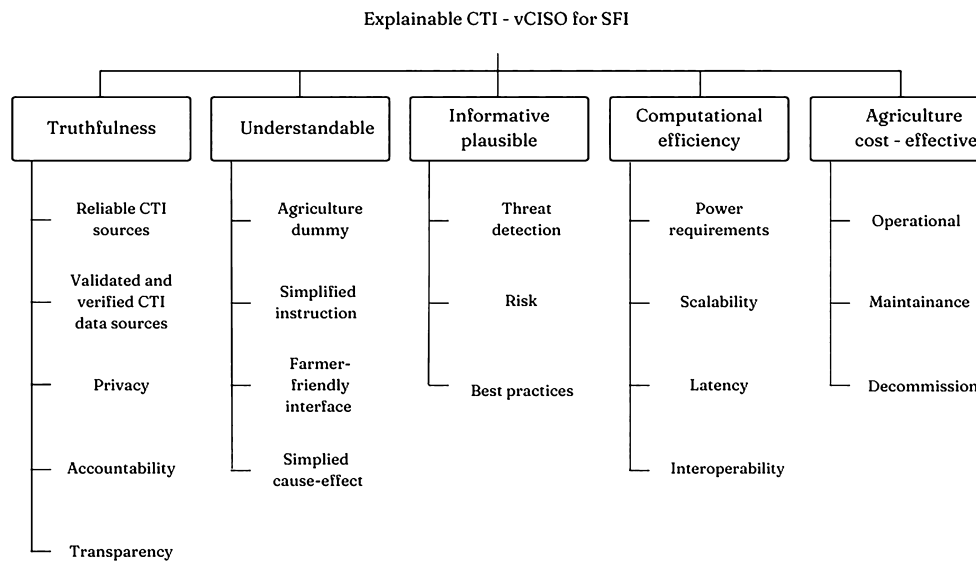 Explainable CTI - vCISO for SFI
Truthfulness
Reliable CTI
sources
Validated and
verified CTI
data sources
Privacy
Accountability
Transparency
Understandable
Agriculture
dummy
Simplified
instruction
Farmer-
friendly
interface
Simplied
cause-effect
Informative
plausible
Threat
detection
Risk
Best practices
Computational
efficiency
Power
requirements
Scalability
Latency
Interoperability
Agriculture
cost - effective
Operational
Maintainance
Decommission